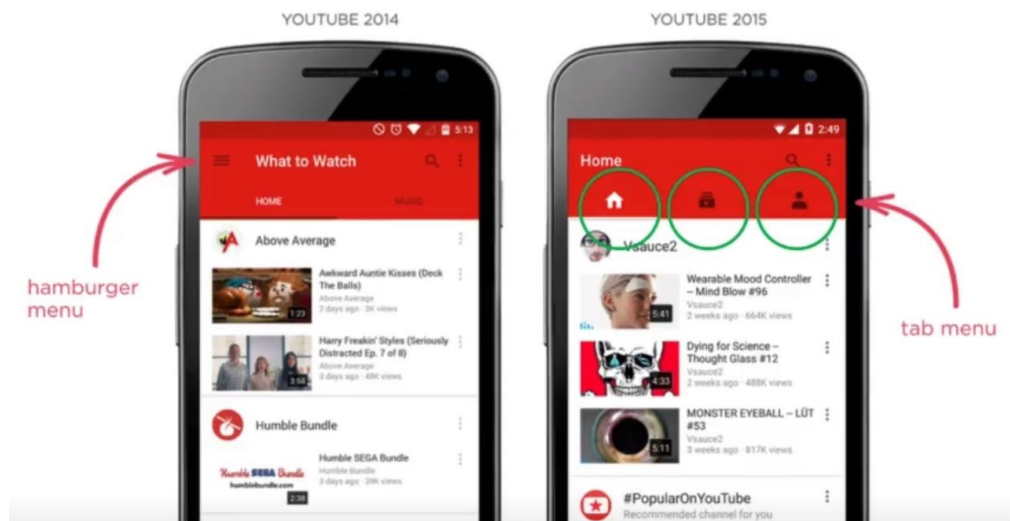 YOUTUBE 2014
YOUTUBE 2015
5:13
What to Watch
HOME
MUSIC
Above Average
Awkward Auntie Kisses (Deck
The Balls)
Above Average
7 days ago · 3K views
1:23
Harry Freakin' Styles (Seriously
Distracted Ep. 7 of 8)
Above Average
3 days ago · 48K views
3:58
Humble Bundle
Humble SEGA Bundle
Humble Bundle
3 days ago · 39K views
Humble SEGA Bundle
humblebundle.com
2:38
hamburger
menu
2:49
Home
Vsauce2
Wearable Mood Controller
-- Mind Blow #96
Vsauce2
2 weeks ago · 664K views
5:41
Dying for Science --
Thought Glass #12
Vsauce2
2 weeks ago · 488K views
4:33
MONSTER EYEBALL -- LÜT
#53
Vsauce2
3 weeks ago · 817K views
5:11
#PopularOnYouTube
Recommended channel for you
tab menu